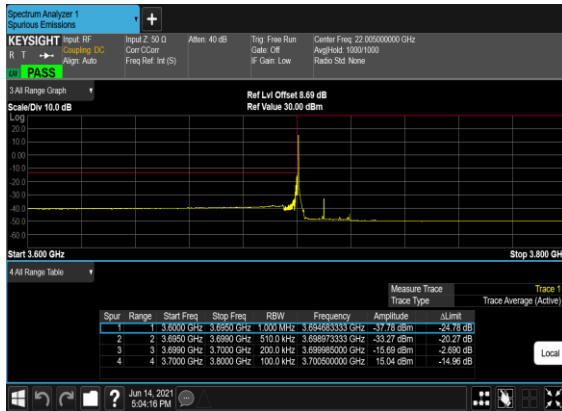 Spectrum Analyzer 1
Spurious Emissions
+
KEYSIGHT Input: RF Input Z: 50 Ω Atten: 40 dB Trig: Free Run Center Freq: 22.005000000 GHz
R T Coupling: DC Corr CCorr Gate: Off Avg|Hold: 1000/1000
Align: Auto Freq Ref: Int (S) IF Gain: Low Radio Std: None
PASS
3 All Range Graph
Ref Lvl Offset 8.69 dB
Scale/Div 10.0 dB Ref Value 30.00 dBm
Log
20.0
10.0
0.00
-10.0
-20.0
-30.0
-40.0
-50.0
-60.0
Start 3.600 GHz Stop 3.800 GH
4 All Range Table
Measure Trace Trace 1
Trace Type Trace Average (Active)
Spur Range Start Freq Stop Freq RBW Frequency Amplitude ΔLimit
1 1 3.6000 GHz 3.6950 GHz 1.000 MHz 3.694683333 GHz -37.78 dBm -24.78 dB
2 2 3.6950 GHz 3.6990 GHz 510.0 kHz 3.698973333 GHz -33.27 dBm -20.27 dB
3 3 3.6990 GHz 3.7000 GHz 200.0 kHz 3.699985000 GHz -15.69 dBm -2.690 dB
4 4 3.7000 GHz 3.8000 GHz 100.0 kHz 3.700500000 GHz 15.04 dBm -14.96 dB
Local
? Jun 14, 2021
5:04:16 PM